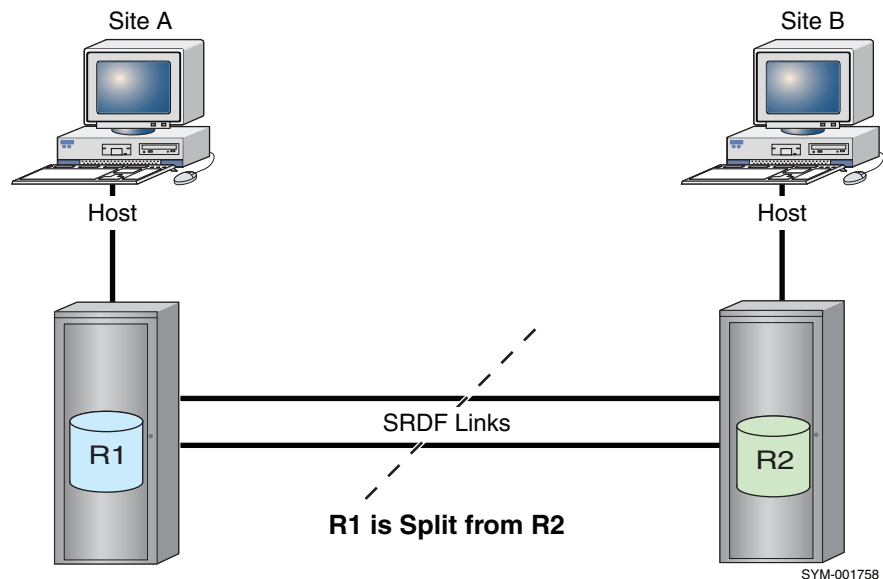 Site A
Site B
Host
Host
SRDF Links
R1
R2
R1 is Split from R2
SYM-001758